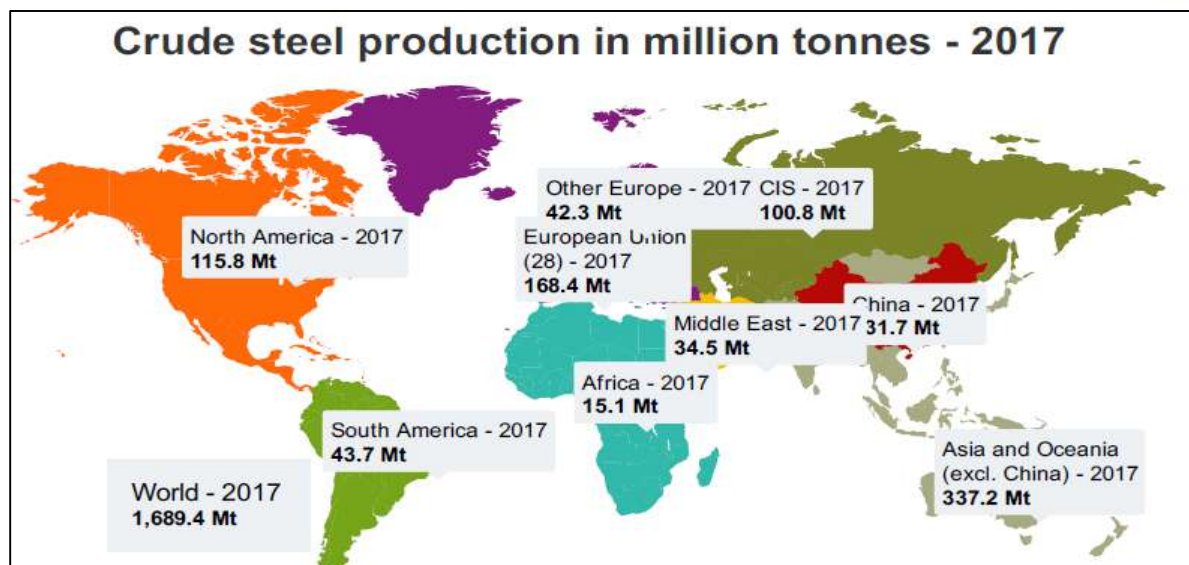 Crude steel production in million tonnes - 2017
Other Europe - 2017
42.3 Mt
CIS - 2017
100.8 Mt
North America - 2017
115.8 Mt
European Union
(28) - 2017
168.4 Mt
China - 2017
31.7 Mt
Middle East - 2017
34.5 Mt
Africa - 2017
15.1 Mt
South America - 2017
43.7 Mt
Asia and Oceania
(excl. China) - 2017
337.2 Mt
World - 2017
1,689.4 Mt